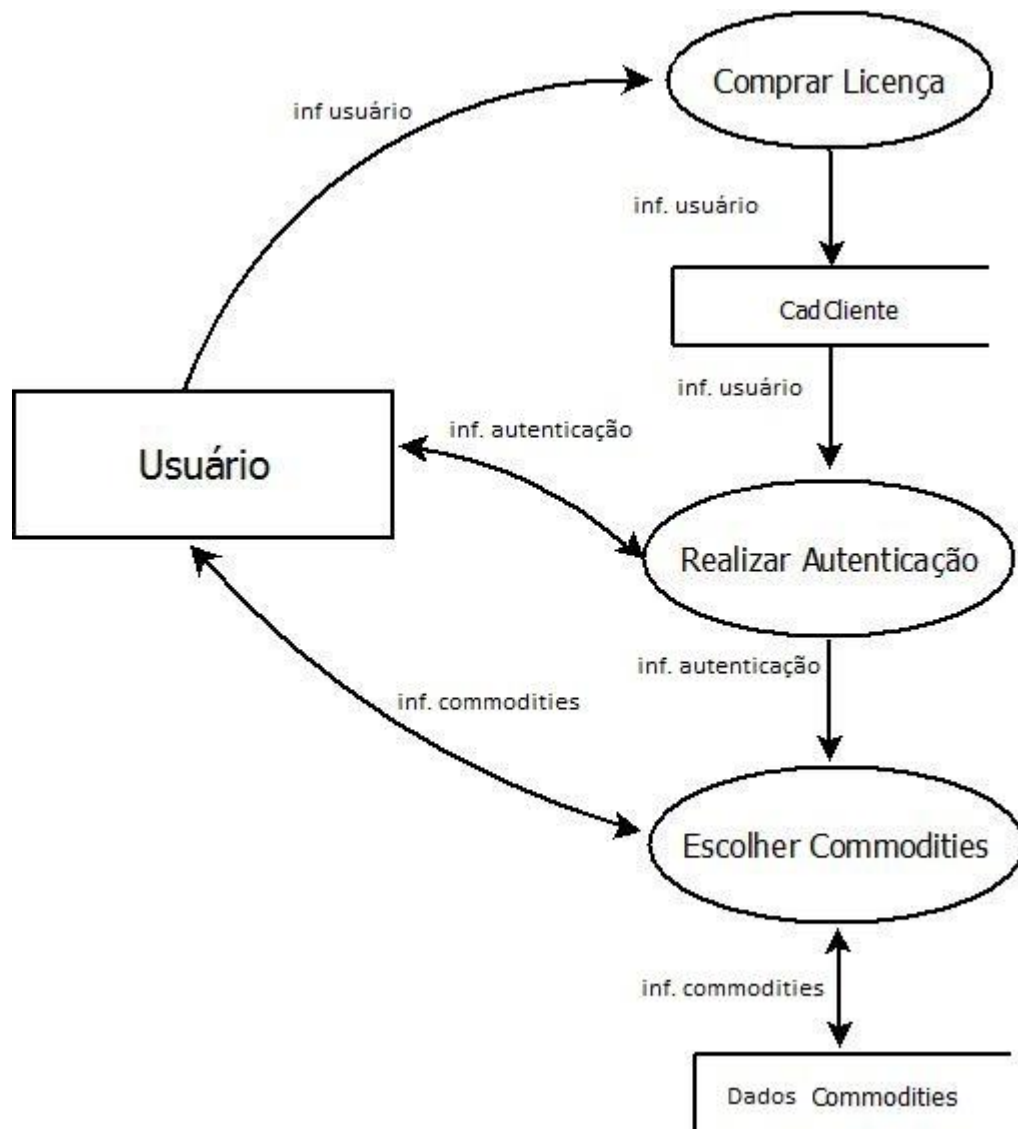 Comprar Licença
inf usuário
inf. usuário
CadCliente
inf. usuário
inf. autenticação
Usuário
Realizar Autenticação
inf. autenticação
inf. commodities
Escolher Commodities
inf. commodities
Dados Commodities